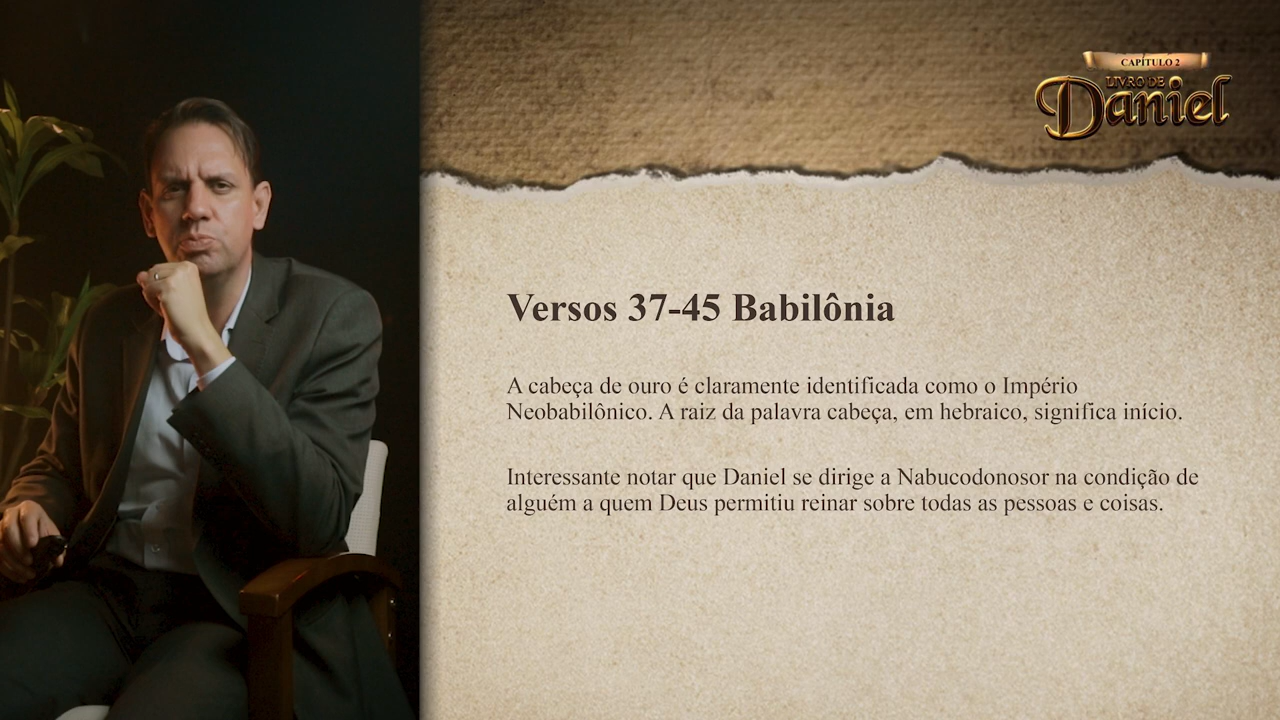 CAPÍTULO 2
LIVRO DE
Daniel
Versos 37-45 Babilônia
A cabeça de ouro é claramente identificada como o Império
Neobabilônico. A raiz da palavra cabeça, em hebraico, significa início.
Interessante notar que Daniel se dirige a Nabucodonosor na condição de
alguém a quem Deus permitiu reinar sobre todas as pessoas e coisas.